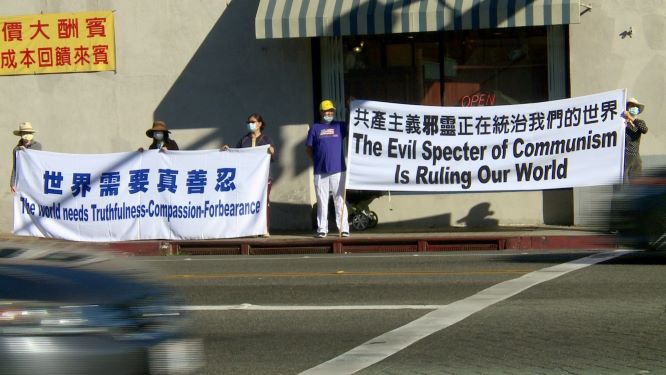 價大酬賓
成本回饋來賓
世界需要真善忍
The world needs Truthfulness-Compassion-Forbearance
OPEN
共產主義邪靈正在統治我們的世界
The Evil Specter of Communism
Is Ruling Our World